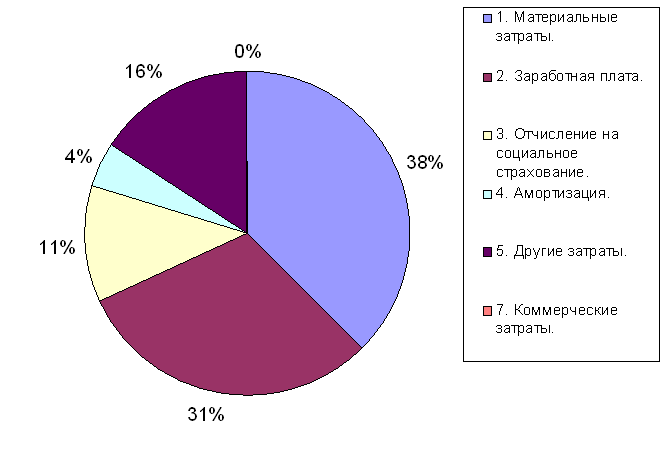 0%
16%
4%
38%
11%
31%
1. Материальные
затраты.
2. Заработная плата.
3. Отчисление на
социальное
страхование.
4. Амортизация.
5. Другие затраты.
7. Коммерческие
затраты.